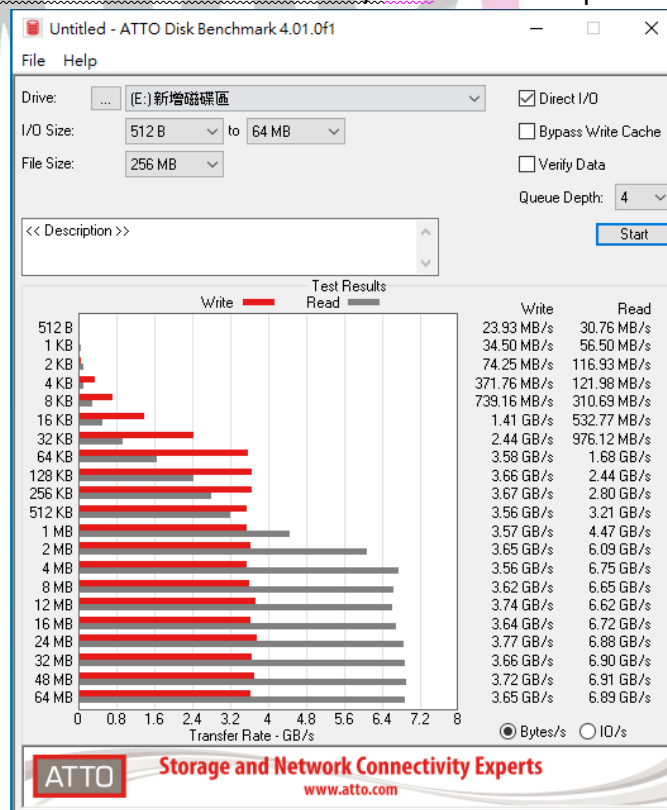 Untitled - ATTO Disk Benchmark 4.01.0f1
File Help
Drive: ... (E:)新增磁碟區 Direct I/O
I/O Size: 512 B to 64 MB Bypass Write Cache
File Size: 256 MB Verify Data
Queue Depth: 4
<< Description >> Start
Test Results
Write Read Write Read
512 B 23.93 MB/s 30.76 MB/s
1 KB 34.50 MB/s 56.50 MB/s
2 KB 74.25 MB/s 116.93 MB/s
4 KB 371.76 MB/s 121.98 MB/s
8 KB 739.16 MB/s 310.69 MB/s
16 KB 1.41 GB/s 532.77 MB/s
32 KB 2.44 GB/s 976.12 MB/s
64 KB 3.58 GB/s 1.68 GB/s
128 KB 3.66 GB/s 2.44 GB/s
256 KB 3.67 GB/s 2.80 GB/s
512 KB 3.56 GB/s 3.21 GB/s
1 MB 3.57 GB/s 4.47 GB/s
2 MB 3.65 GB/s 6.09 GB/s
4 MB 3.56 GB/s 6.75 GB/s
8 MB 3.62 GB/s 6.65 GB/s
12 MB 3.74 GB/s 6.62 GB/s
16 MB 3.64 GB/s 6.72 GB/s
24 MB 3.77 GB/s 6.88 GB/s
32 MB 3.66 GB/s 6.90 GB/s
48 MB 3.72 GB/s 6.91 GB/s
64 MB 3.65 GB/s 6.89 GB/s
0 0.8 1.6 2.4 3.2 4 4.8 5.6 6.4 7.2 8
Transfer Rate - GB/s Bytes/s IO/s
ATTO Storage and Network Connectivity Experts
www.atto.com